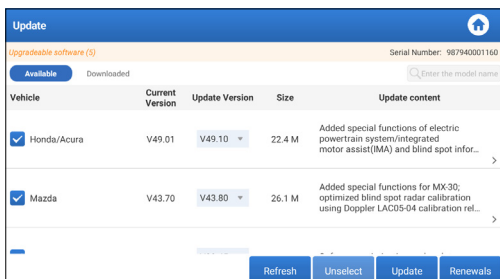 Update
Upgradeable software (5) Serial Number: 987940001160
Available Downloaded Enter the model name
Vehicle Current Version Update Version Size Update content
Honda/Acura V49.01 V49.10 22.4 M Added special functions of electric
powertrain system/integrated
motor assist(IMA) and blind spot infor...
Mazda V43.70 V43.80 26.1 M Added special functions for MX-30;
optimized blind spot radar calibration
using Doppler LAC05-04 calibration rel...
Refresh Unselect Update Renewals